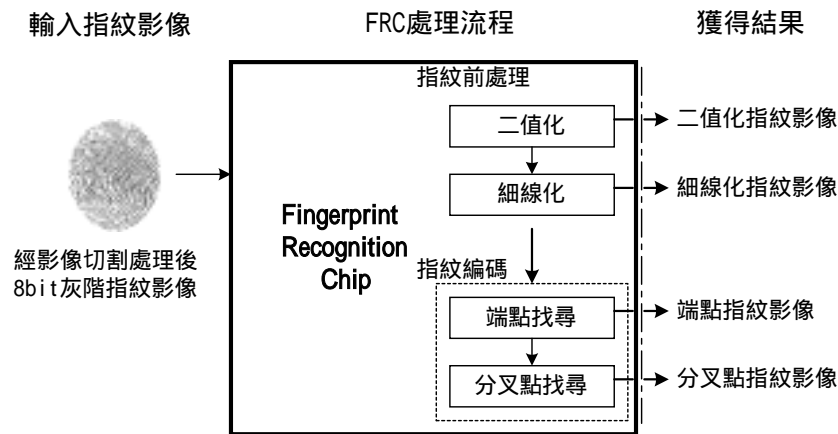 輸入指紋影像
FRC處理流程
獲得結果
指紋前處理
二值化
二值化指紋影像
細線化
細線化指紋影像
Fingerprint
Recognition
Chip
經影像切割處理後
8bit灰階指紋影像
指紋編碼
端點找尋
端點指紋影像
分叉點找尋
分叉點指紋影像